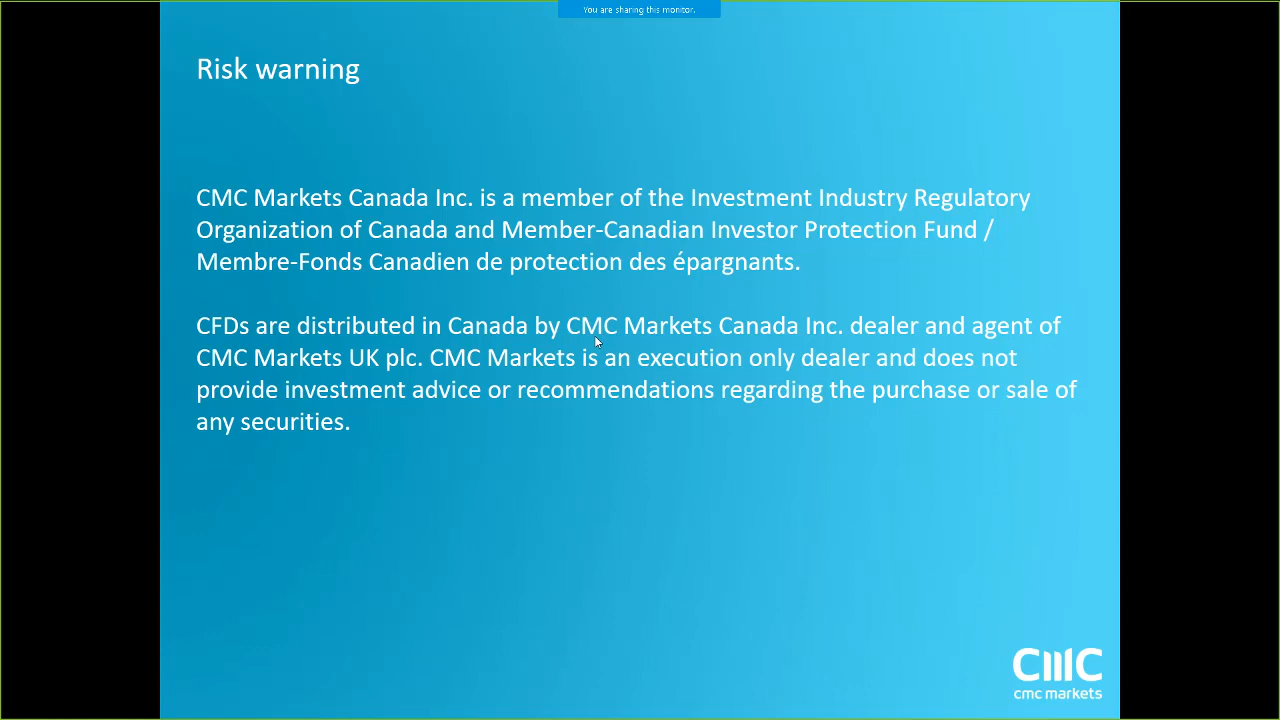 You are sharing this monitor.
Risk warning
CMC Markets Canada Inc. is a member of the Investment Industry Regulatory
Organization of Canada and Member-Canadian Investor Protection Fund /
Membre-Fonds Canadien de protection des épargnants.
CFDs are distributed in Canada by CMC Markets Canada Inc. dealer and agent of
CMC Markets UK plc. CMC Markets is an execution only dealer and does not
provide investment advice or recommendations regarding the purchase or sale of
any securities.
CMC
cmc markets